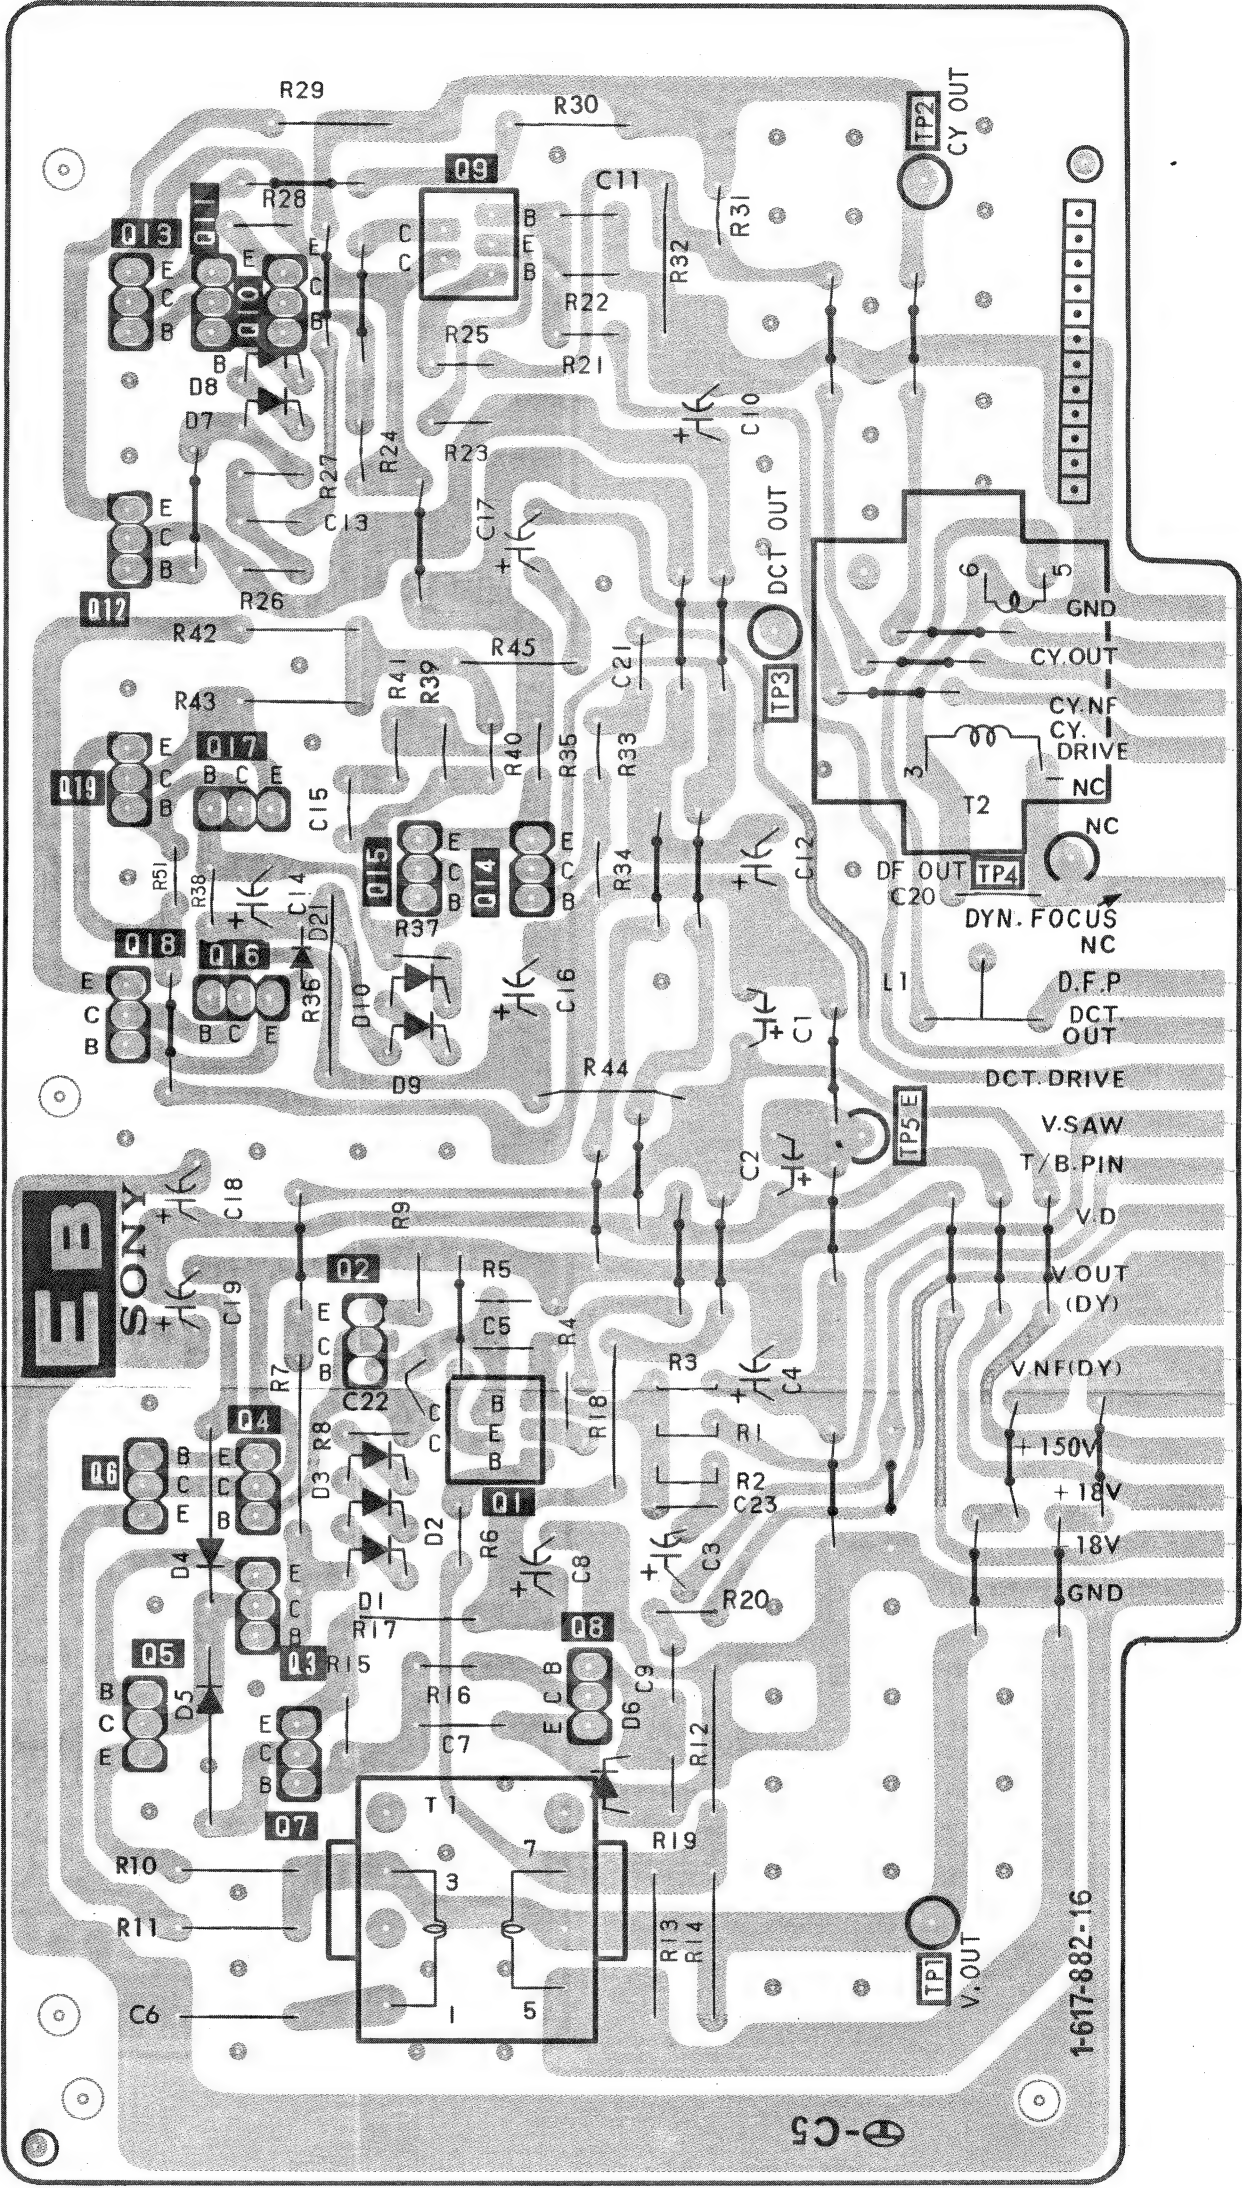 R29
R30
TP2
CY OUT
Q9
C11
R28
Q11
Q13
R31
B
E
B
C
C
R32
E
C
B
E
E
C
B
Q10
R22
R25
R21
B
D8
D7
C10
R24
R23
R27
C17
C13
DCT OUT
E
C
B
6
5
Q12
R26
GND
R42
R45
C21
CY.OUT
R41
R39
TP3
R43
CY.NF
CY.
DRIVE
Q17
E
C
B
Q19
B C E
R40
R35
R33
3
1
NC
T2
C15
NC
Q15
E
C
B
Q14
E
C
B
R34
C12
R51
R38
C14
D21
DF OUT
TP4
C20
DYN. FOCUS
NC
R37
Q18
Q16
E
C
B
B C E
R36
D10
C16
L1
D.F.P
DCT.
OUT
C1
D9
R44
DCT. DRIVE
TP5 E
V.SAW
C2
T/B.PIN
EB
SONY
C18
R9
V.D
Q2
R5
V.OUT
(DY)
C19
E
C
B
C5
R4
R7
R3
C4
V.NF(DY)
C22
C
C
B
E
B
R18
Q4
R8
R1
+150V
Q6
B
C
E
E
C
B
D3
R2
+18V
Q1
C23
D2
R6
-18V
D4
C8
C3
E
C
B
GND
D1
R20
R17
Q8
Q5
Q3
R15
B
C
E
D5
R16
B
C
E
C9
D6
E
C
B
C7
R12
T1
Q7
R19
7
R10
3
R11
R13
R14
TP1
V.OUT
C6
1
5
1-617-882-16
-C5